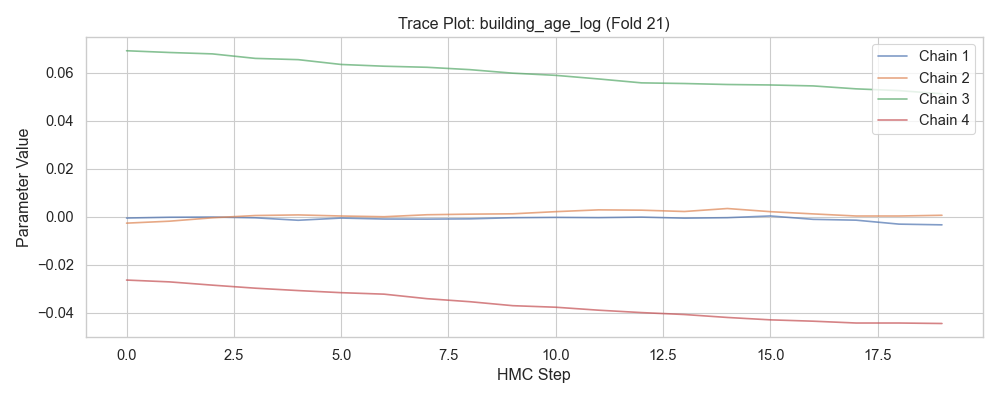 Trace Plot: building_age_log (Fold 21)
Parameter Value
0.06
0.04
0.02
0.00
−0.02
−0.04
Chain 1
Chain 2
Chain 3
Chain 4
0.0 2.5 5.0 7.5 10.0 12.5 15.0 17.5
HMC Step